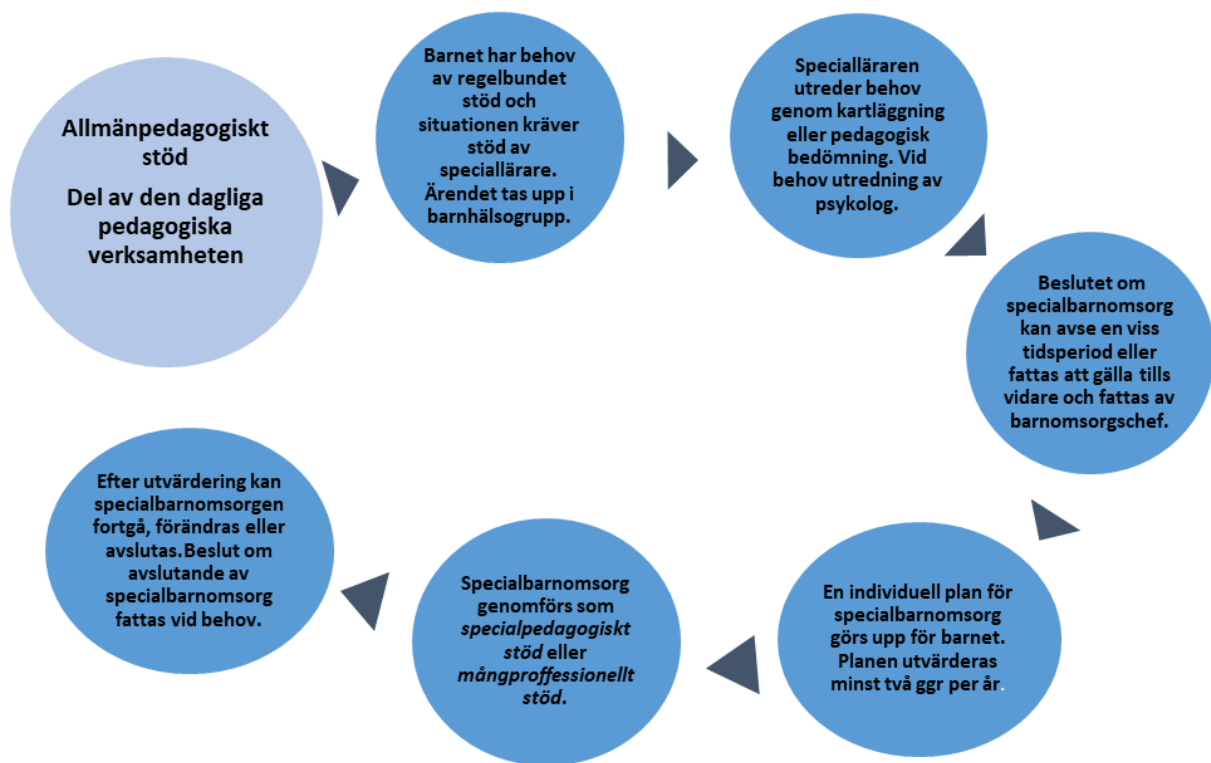 Allmänpedagogiskt
stöd
Del av den dagliga
pedagogiska
verksamheten
Barnet har behov
av regelbundet
stöd och
situationen kräver
stöd av
speciallärare.
Ärendet tas upp i
barnhälsogrupp.
Specialläraren
utreder behov
genom kartläggning
eller pedagogisk
bedömning. Vid
behov utredning av
psykolog.
Beslutet om
specialbarnomsorg
kan avse en viss
tidsperiod eller
fattas att gälla tills
vidare och fattas av
barnomsorgschef.
En individuell plan för
specialbarnomsorg
görs upp för barnet.
Planen utvärderas
minst två ggr per år.
Specialbarnomsorg
genomförs som
specialpedagogiskt
stöd eller
mångproffessionellt
stöd.
Efter utvärdering kan
specialbarnomsorgen
fortgå, förändras eller
avslutas.Beslut om
avslutande av
specialbarnomsorg
fattas vid behov.